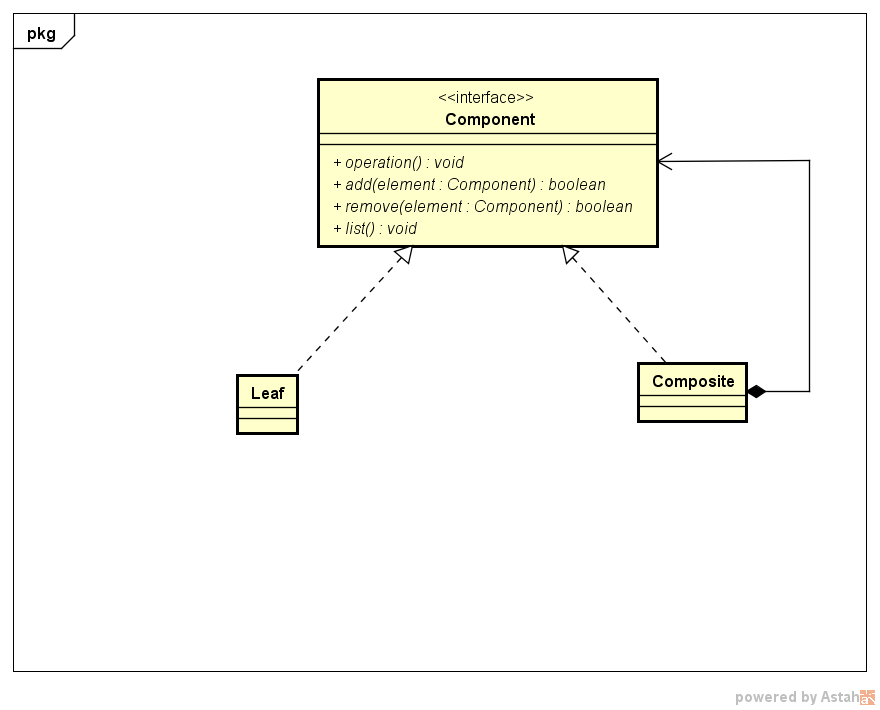 pkg
<<interface>>
Component
+ operation() : void
+ add(element : Component) : boolean
+ remove(element : Component) : boolean
+ list() : void
Leaf
Composite
powered by Astah